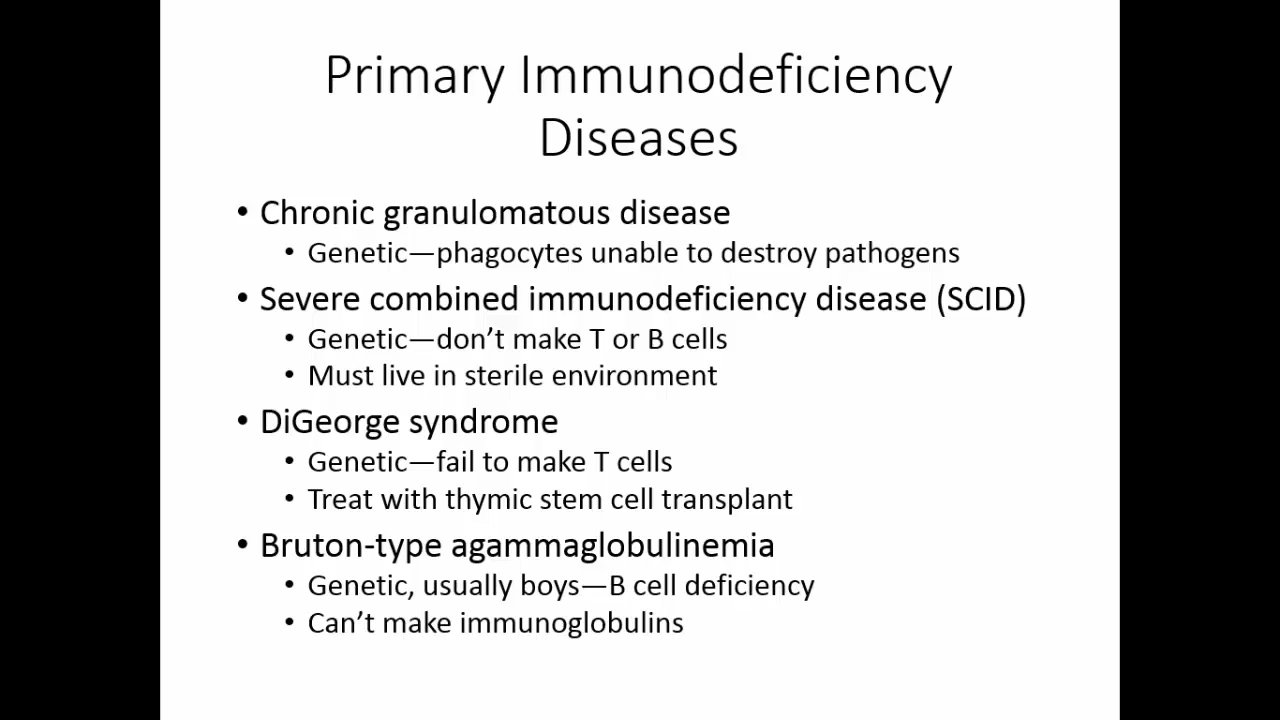 Primary Immunodeficiency
Diseases
• Chronic granulomatous disease
• Genetic—phagocytes unable to destroy pathogens
• Severe combined immunodeficiency disease (SCID)
• Genetic—don’t make T or B cells
• Must live in sterile environment
• DiGeorge syndrome
• Genetic—fail to make T cells
• Treat with thymic stem cell transplant
• Bruton-type agammaglobulinemia
• Genetic, usually boys—B cell deficiency
• Can’t make immunoglobulins